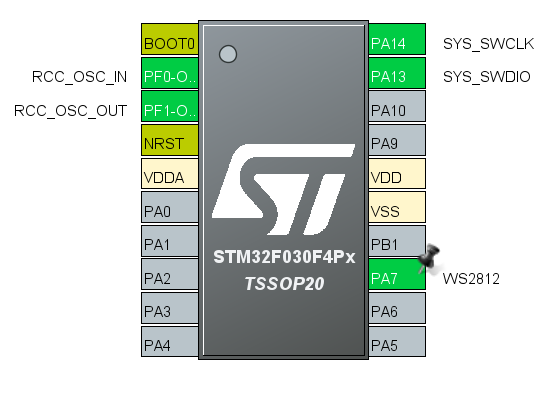 BOOT0 PA14 SYS_SWCLK
RCC_OSC_IN PF0-O.. PA13 SYS_SWDIO
RCC_OSC_OUT PF1-O.. PA10
NRST PA9
VDDA VDD
PA0 VSS
PA1 PB1
STM32F030F4Px
PA2 TSSOP20 PA7 WS2812
PA3 PA6
PA4 PA5